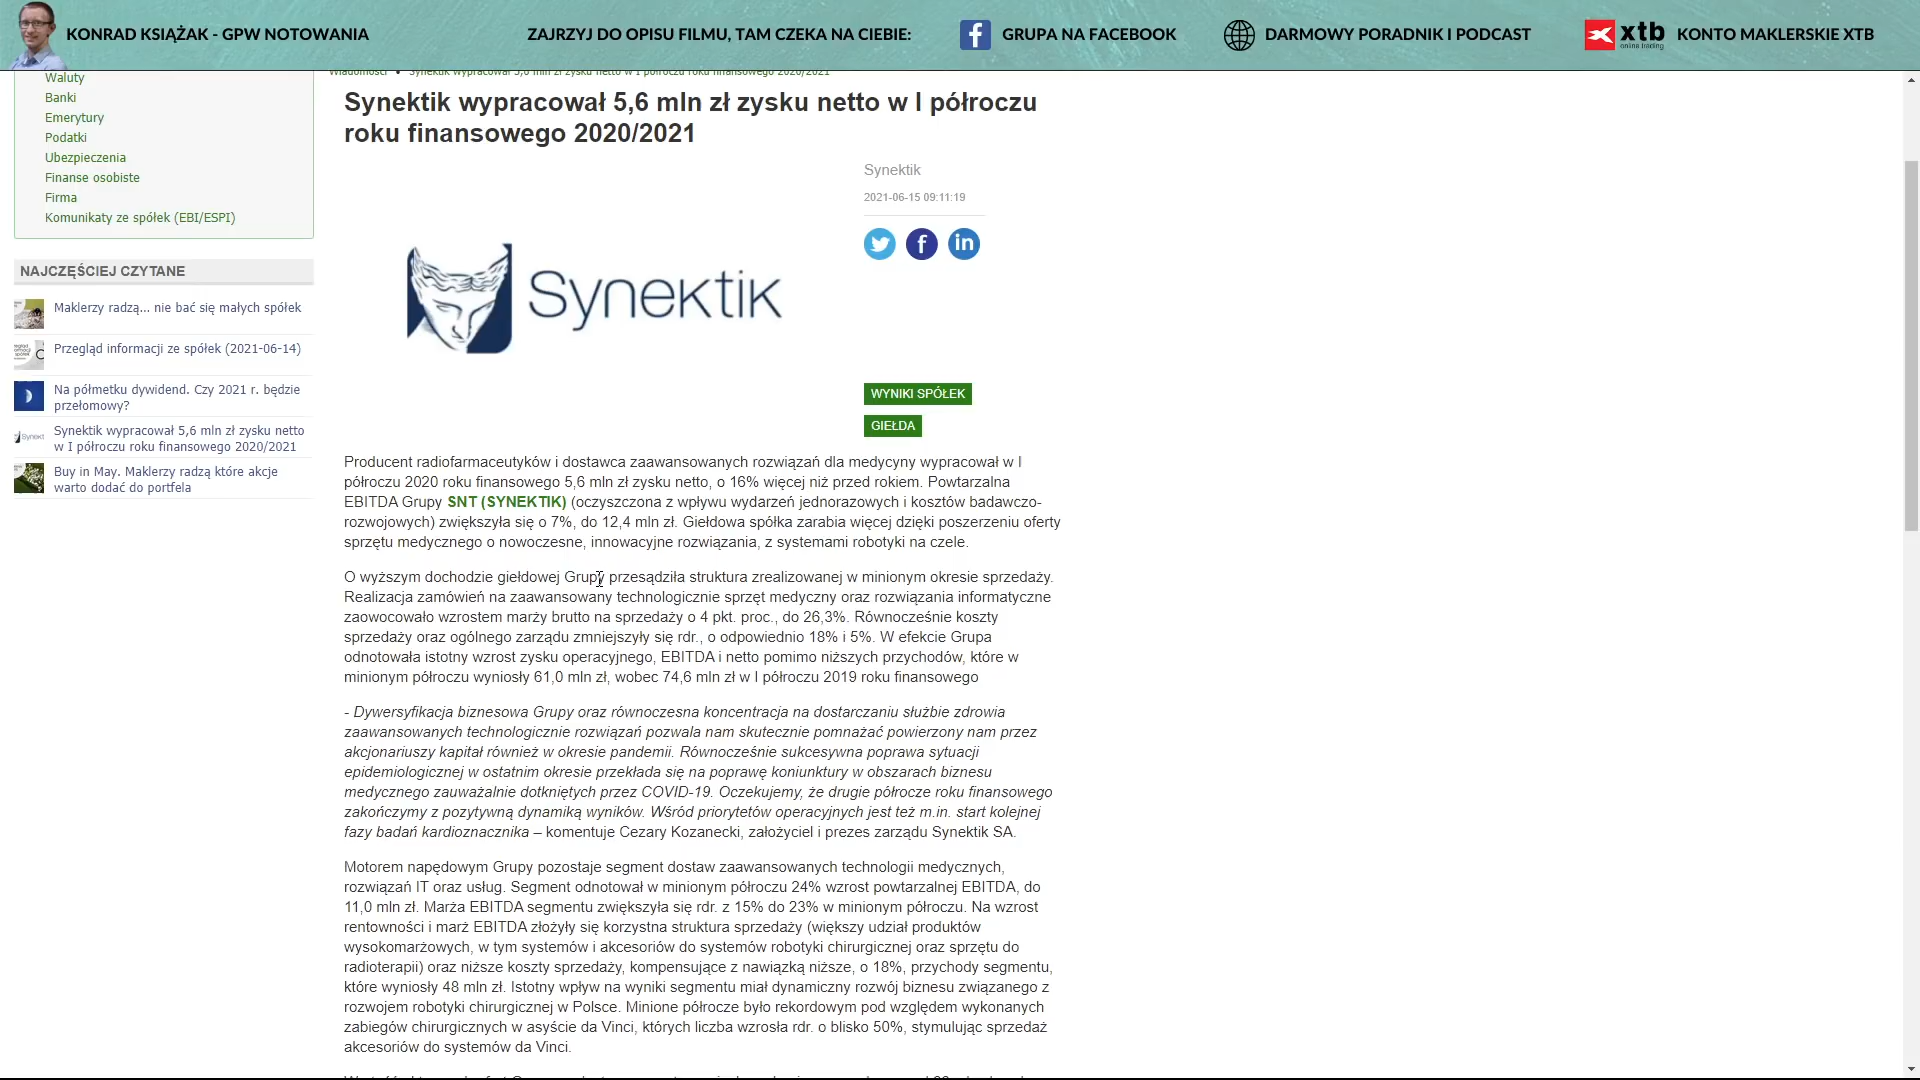 KONRAD KSIĄŻAK - GPW NOTOWANIA
ZAJRZYJ DO OPISU FILMU, TAM CZEKA NA CIEBIE:
GRUPA NA FACEBOOK
DARMOWY PORADNIK I PODCAST
xtb
online trading
KONTO MAKLERSKIE XTB
Waluty
Banki
Emerytury
Podatki
Ubezpieczenia
Finanse osobiste
Firma
Komunikaty ze spółek (EBI/ESPI)
NAJCZĘŚCIEJ CZYTANE
Maklerzy radzą... nie bać się małych spółek
Przegląd informacji ze spółek (2021-06-14)
Na półmetku dywidend. Czy 2021 r. będzie
przełomowy?
Synektik wypracował 5,6 mln zł zysku netto
w I półroczu roku finansowego 2020/2021
Buy in May. Maklerzy radzą które akcje
warto dodać do portfela
Wiadomości • Synektik wypracował 5,6 mln zł zysku netto w I półroczu roku finansowego 2020/2021
Synektik wypracował 5,6 mln zł zysku netto w I półroczu
roku finansowego 2020/2021
Synektik
Synektik
2021-06-15 09:11:19
WYNIKI SPÓŁEK
GIEŁDA
Producent radiofarmaceutyków i dostawca zaawansowanych rozwiązań dla medycyny wypracował w I
półroczu 2020 roku finansowego 5,6 mln zł zysku netto, o 16% więcej niż przed rokiem. Powtarzalna
EBITDA Grupy SNT (SYNEKTIK) (oczyszczona z wpływu wydarzeń jednorazowych i kosztów badawczo-
rozwojowych) zwiększyła się o 7%, do 12,4 mln zł. Giełdowa spółka zarabia więcej dzięki poszerzeniu oferty
sprzętu medycznego o nowoczesne, innowacyjne rozwiązania, z systemami robotyki na czele.
O wyższym dochodzie giełdowej Grupy przesądziła struktura zrealizowanej w minionym okresie sprzedaży.
Realizacja zamówień na zaawansowany technologicznie sprzęt medyczny oraz rozwiązania informatyczne
zaowocowało wzrostem marży brutto na sprzedaży o 4 pkt. proc., do 26,3%. Równocześnie koszty
sprzedaży oraz ogólnego zarządu zmniejszyły się rdr., o odpowiednio 18% i 5%. W efekcie Grupa
odnotowała istotny wzrost zysku operacyjnego, EBITDA i netto pomimo niższych przychodów, które w
minionym półroczu wyniosły 61,0 mln zł, wobec 74,6 mln zł w I półroczu 2019 roku finansowego
- Dywersyfikacja biznesowa Grupy oraz równoczesna koncentracja na dostarczaniu służbie zdrowia
zaawansowanych technologicznie rozwiązań pozwala nam skutecznie pomnażać powierzony nam przez
akcjonariuszy kapitał również w okresie pandemii. Równocześnie sukcesywna poprawa sytuacji
epidemiologicznej w ostatnim okresie przekłada się na poprawę koniunktury w obszarach biznesu
medycznego zauważalnie dotkniętych przez COVID-19. Oczekujemy, że drugie półrocze roku finansowego
zakończymy z pozytywną dynamiką wyników. Wśród priorytetów operacyjnych jest też m.in. start kolejnej
fazy badań kardioznacznika – komentuje Cezary Kozanecki, założyciel i prezes zarządu Synektik SA.
Motorem napędowym Grupy pozostaje segment dostaw zaawansowanych technologii medycznych,
rozwiązań IT oraz usług. Segment odnotował w minionym półroczu 24% wzrost powtarzalnej EBITDA, do
11,0 mln zł. Marża EBITDA segmentu zwiększyła się rdr. z 15% do 23% w minionym półroczu. Na wzrost
rentowności i marż EBITDA złożyły się korzystna struktura sprzedaży (większy udział produktów
wysokomarżowych, w tym systemów i akcesoriów do systemów robotyki chirurgicznej oraz sprzętu do
radioterapii) oraz niższe koszty sprzedaży, kompensujące z nawiązką niższe, o 18%, przychody segmentu,
które wyniosły 48 mln zł. Istotny wpływ na wyniki segmentu miał dynamiczny rozwój biznesu związanego z
rozwojem robotyki chirurgicznej w Polsce. Minione półrocze było rekordowym pod względem wykonanych
zabiegów chirurgicznych w asyście da Vinci, których liczba wzrosła rdr. o blisko 50%, stymulując sprzedaż
akcesoriów do systemów da Vinci.